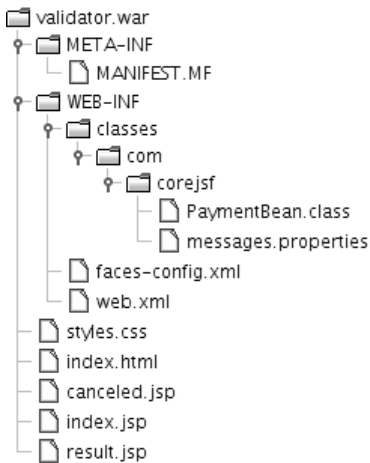 validator.war
META-INF
MANIFEST.MF
WEB-INF
classes
com
corejsf
PaymentBean.class
messages.properties
faces-config.xml
web.xml
styles.css
index.html
canceled.jsp
index.jsp
result.jsp